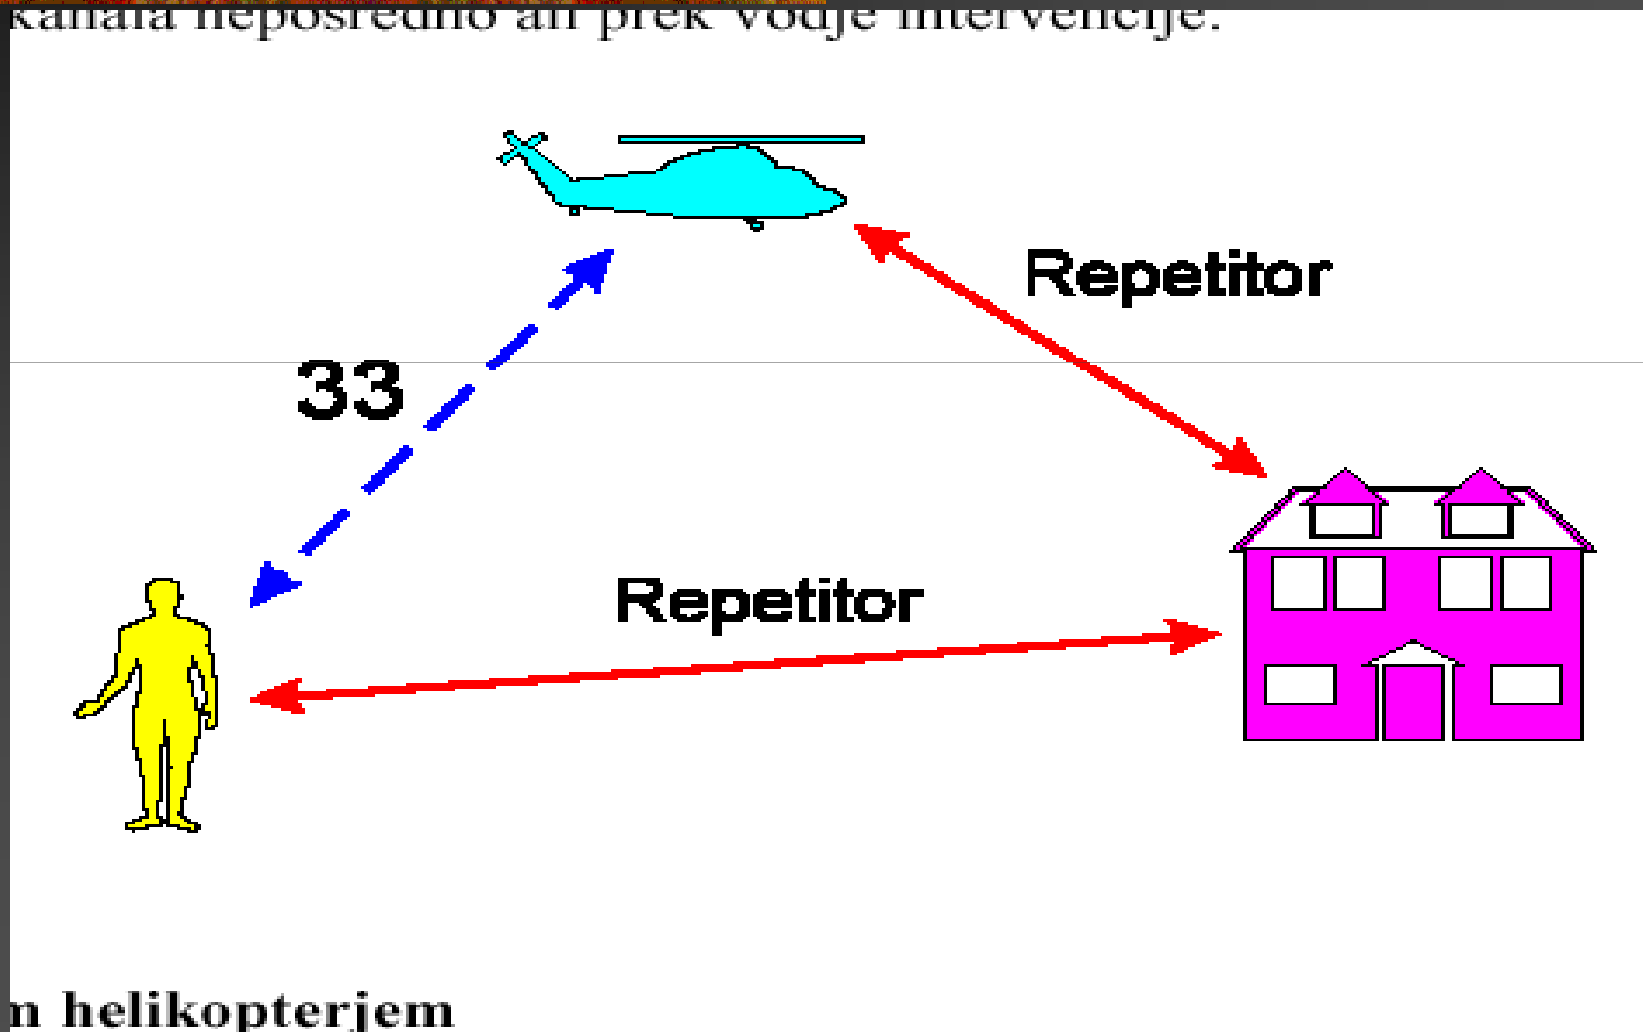 kanala neposredno ali prek vodje intervencije.
Repetitor
33
Repetitor
m helikopterjem